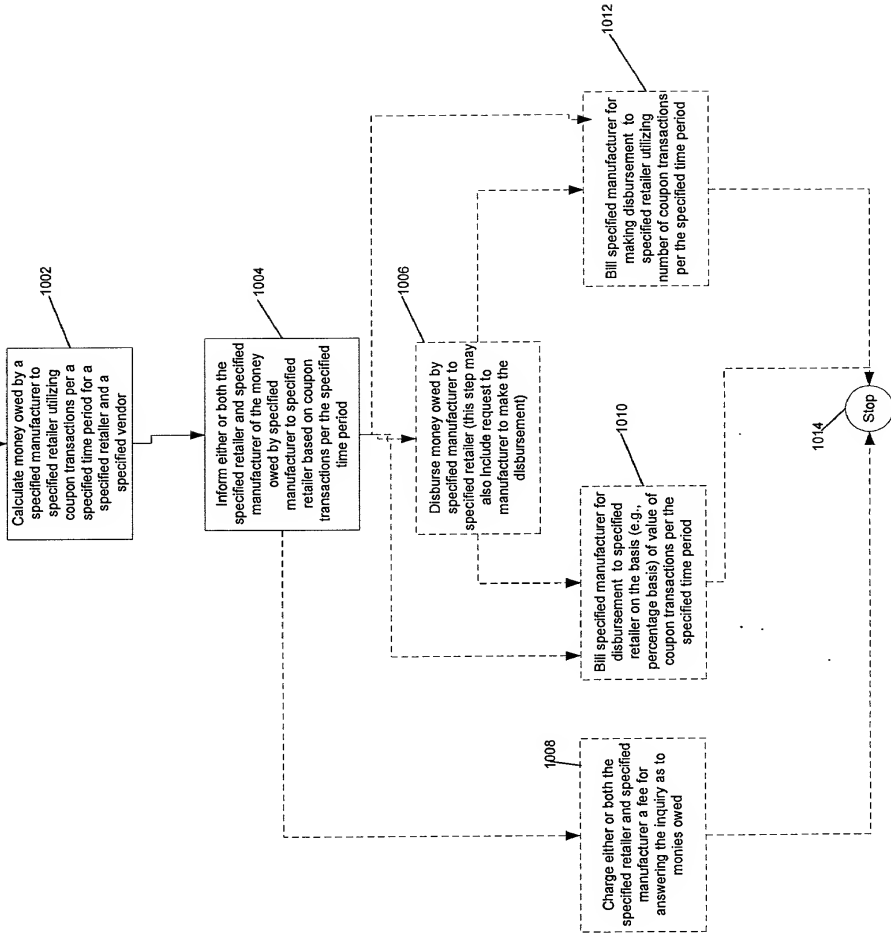 1002
Calculate money owed by a
specified manufacturer to
specified retailer utilizing
coupon transactions per a
specified time period for a
specified retailer and a
specified vendor
1004
Inform either or both the
specified retailer and specified
manufacturer of the money
owed by specified
manufacturer to specified
retailer based on coupon
transactions per the specified
time period
1006
Disburse money owed by
specified manufacturer to
specified retailer (this step may
also Include request to
manufacturer to make the
disbursement)
1008
Charge either or both the
specified retailer and specified
manufacturer a fee for
answering the inquiry as to
monies owed
1010
Bill specified manufacturer for
disbursement to specified
retailer on the basis (e.g.,
percentage basis) of value of
coupon transactions per the
specified time period
1012
Bill specified manufacturer for
making disbursement to
specified retailer utilizing
number of coupon transactions
per the specified time period
1014
Stop